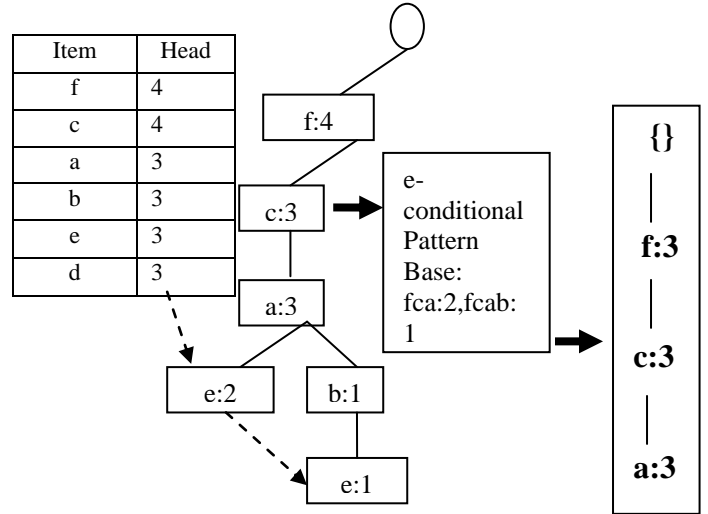 Item Head
f 4
c 4
a 3
b 3
e 3
d 3
f:4
c:3
a:3
e:2
b:1
e:1
e-
conditional
Pattern
Base:
fca:2,fcab:
1
{}
f:3
c:3
a:3